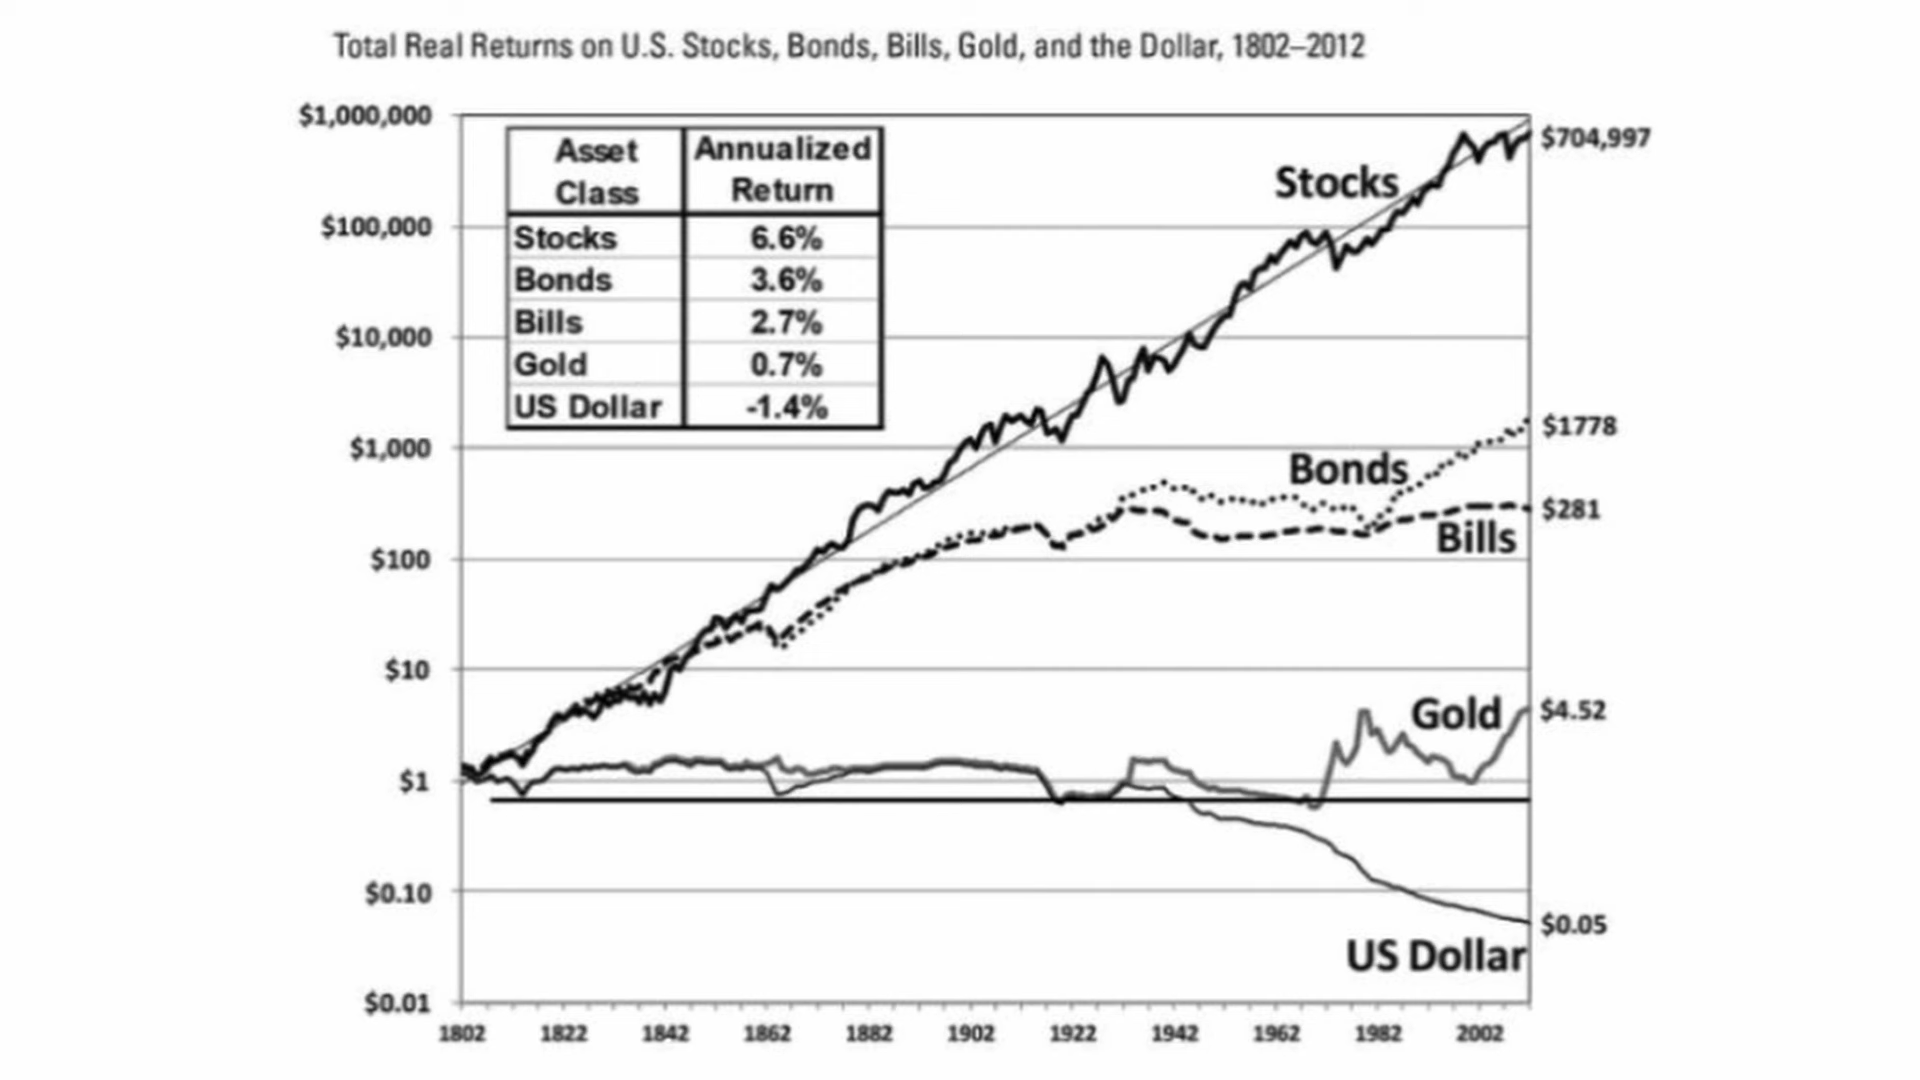 Total Real Returns on U.S. Stocks, Bonds, Bills, Gold, and the Dollar, 1802–2012
$1,000,000
$100,000
$10,000
$1,000
$100
$10
$1
$0.10
$0.01
Asset Class Annualized Return
Stocks 6.6%
Bonds 3.6%
Bills 2.7%
Gold 0.7%
US Dollar -1.4%
Stocks
$704,997
Bonds
$1778
Bills
$281
Gold
$4.52
US Dollar
$0.05
1802 1822 1842 1862 1882 1902 1922 1942 1962 1982 2002